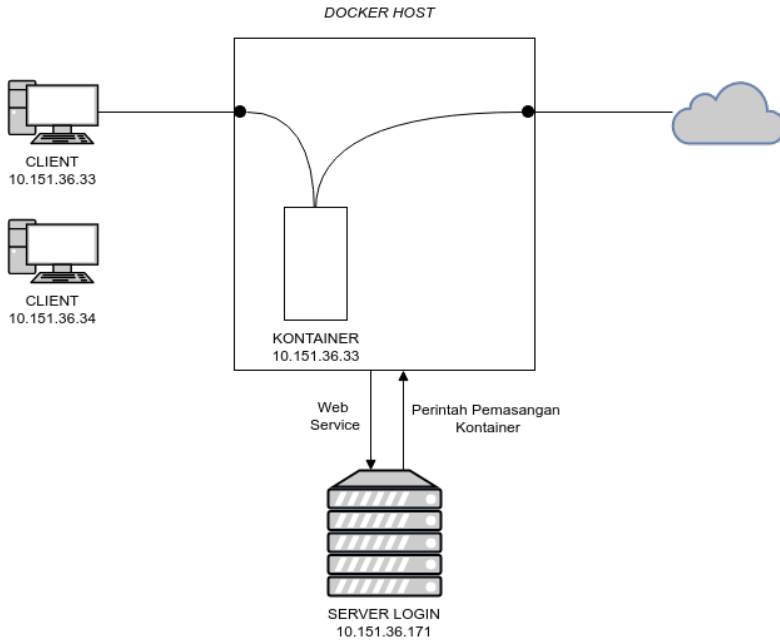 DOCKER HOST
CLIENT
10.151.36.33
CLIENT
10.151.36.34
KONTAINER
10.151.36.33
Web
Service
Perintah Pemasangan
Kontainer
SERVER LOGIN
10.151.36.171